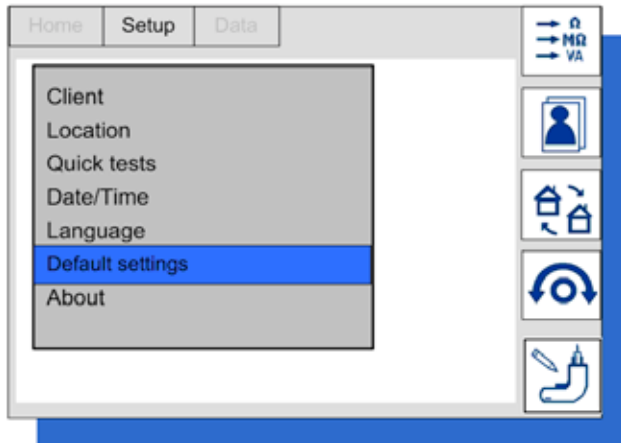 Home Setup Data
Ω
MΩ
VA
Client
Location
Quick tests
Date/Time
Language
Default settings
About